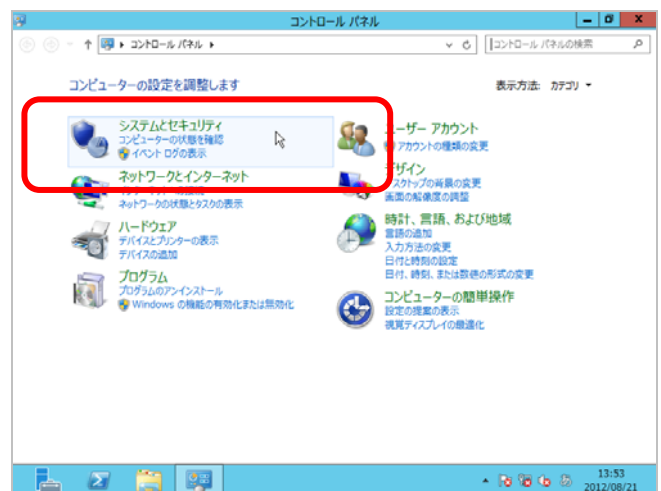 コントロール パネル
コントロール パネル
コントロール パネルの検索
コンピューターの設定を調整します
表示方法: カテゴリ
システムとセキュリティ
コンピューターの状態を確認
イベント ログの表示
ネットワークとインターネット
ネットワークの状態とタスクの表示
ハードウェア
デバイスとプリンターの表示
デバイスの追加
プログラム
プログラムのアンインストール
Windows の機能の有効化または無効化
ーザー アカウント
アカウントの種類の変更
デザイン
スクトップの背景の変更
画面の解像度の調整
時計、言語、および地域
言語の追加
入力方法の変更
日付と時刻の設定
日付、時刻、または数値の形式の変更
コンピューターの簡単操作
設定の提案の表示
視覚ディスプレイの最適化
13:53
2012/08/21